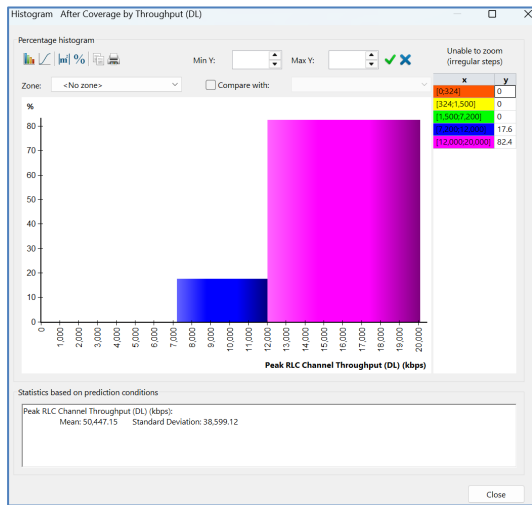 Histogram After Coverage by Throughput (DL)
Percentage histogram
Min Y:
Max Y:
Unable to zoom
(irregular steps)
Zone: <No zone>
Compare with:
x y
[0;324] 0
[324;1,500] 0
[1,500;7,200] 0
17.6
[12,000;20,000] 82.4
%
80
70
60
50
40
30
20
10
0
0 1,000 2,000 3,000 4,000 5,000 6,000 7,000 8,000 9,000 10,000 11,000 12,000 13,000 14,000 15,000 16,000 17,000 18,000 19,000 20,000
Peak RLC Channel Throughput (DL) (kbps)
Statistics based on prediction conditions
Peak RLC Channel Throughput (DL) (kbps):
Mean: 50,447.15 Standard Deviation: 38,599.12
Close